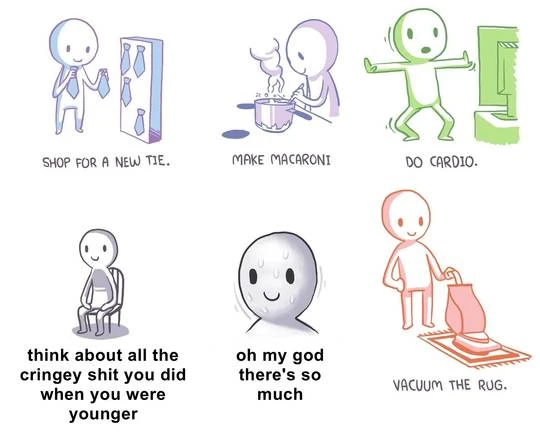 SHOP FOR A NEW TIE.
MAKE MACARONI
DO CARDIO.
think about all the
cringey shit you did
when you were
younger
oh my god
there's so
much
VACUUM THE RUG.